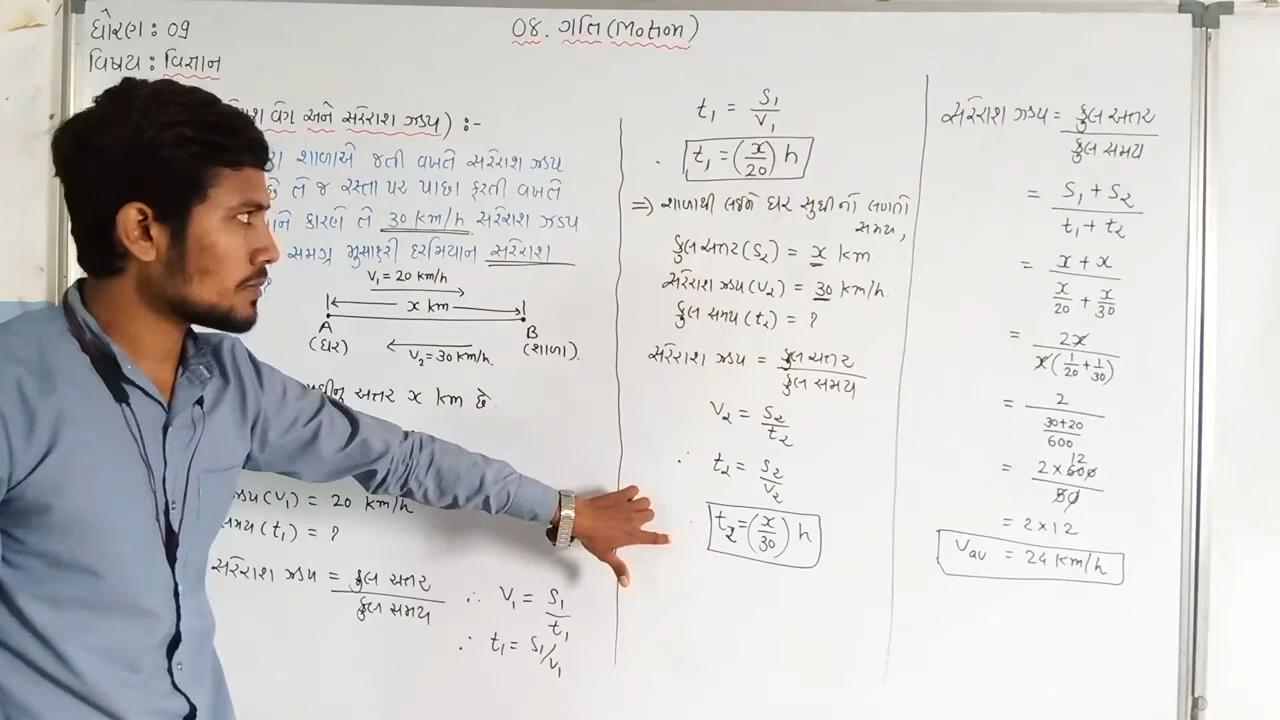 ધોરણ : 09
વિષય : વિજ્ઞાન
08. ગતિ (Motion)
વેગ અને સરેરાશ ઝડપ) :-
શાળાએ જતી વખતે સરેરાશ ઝડપ
છે તે જ રસ્તા પર પાછા ફરતી વખતે
કારણે તે 30 km/h સરેરાશ ઝડપ
સમગ્ર મુસાફરી દરમિયાન સરેરાશ
V₁ = 20 km/h
x km
A
B
(ઘર)
(શાળા).
V₂ = 30 km/h.
અંતર x km છે.
(V₁) = 20 km/h
સમય (t₁) = ?
સરેરાશ ઝડપ = કુલ અંતર / કુલ સમય
∴ V₁ = S₁ / t₁
∴ t₁ = S₁/V₁
t₁ = S₁ / V₁
∴ t₁ = (x/20) h
⇒ શાળાથી લઈને ઘર સુધીનો લાગતો
સમય,
કુલ અંતર (S₂) = x km
સરેરાશ ઝડપ (V₂) = 30 km/h.
કુલ સમય (t₂) = ?
સરેરાશ ઝડપ = કુલ અંતર / કુલ સમય
V₂ = S₂ / t₂
∴ t₂ = S₂ / V₂
∴ t₂ = (x/30) h
સરેરાશ ઝડપ = કુલ અંતર / કુલ સમય
= S₁ + S₂ / t₁ + t₂
= x + x / x/20 + x/30
= 2x / x(1/20 + 1/30)
= 2 / 30+20/600
12
= 2 × 600 / 50
= 2 × 12
Vav = 24 km/h